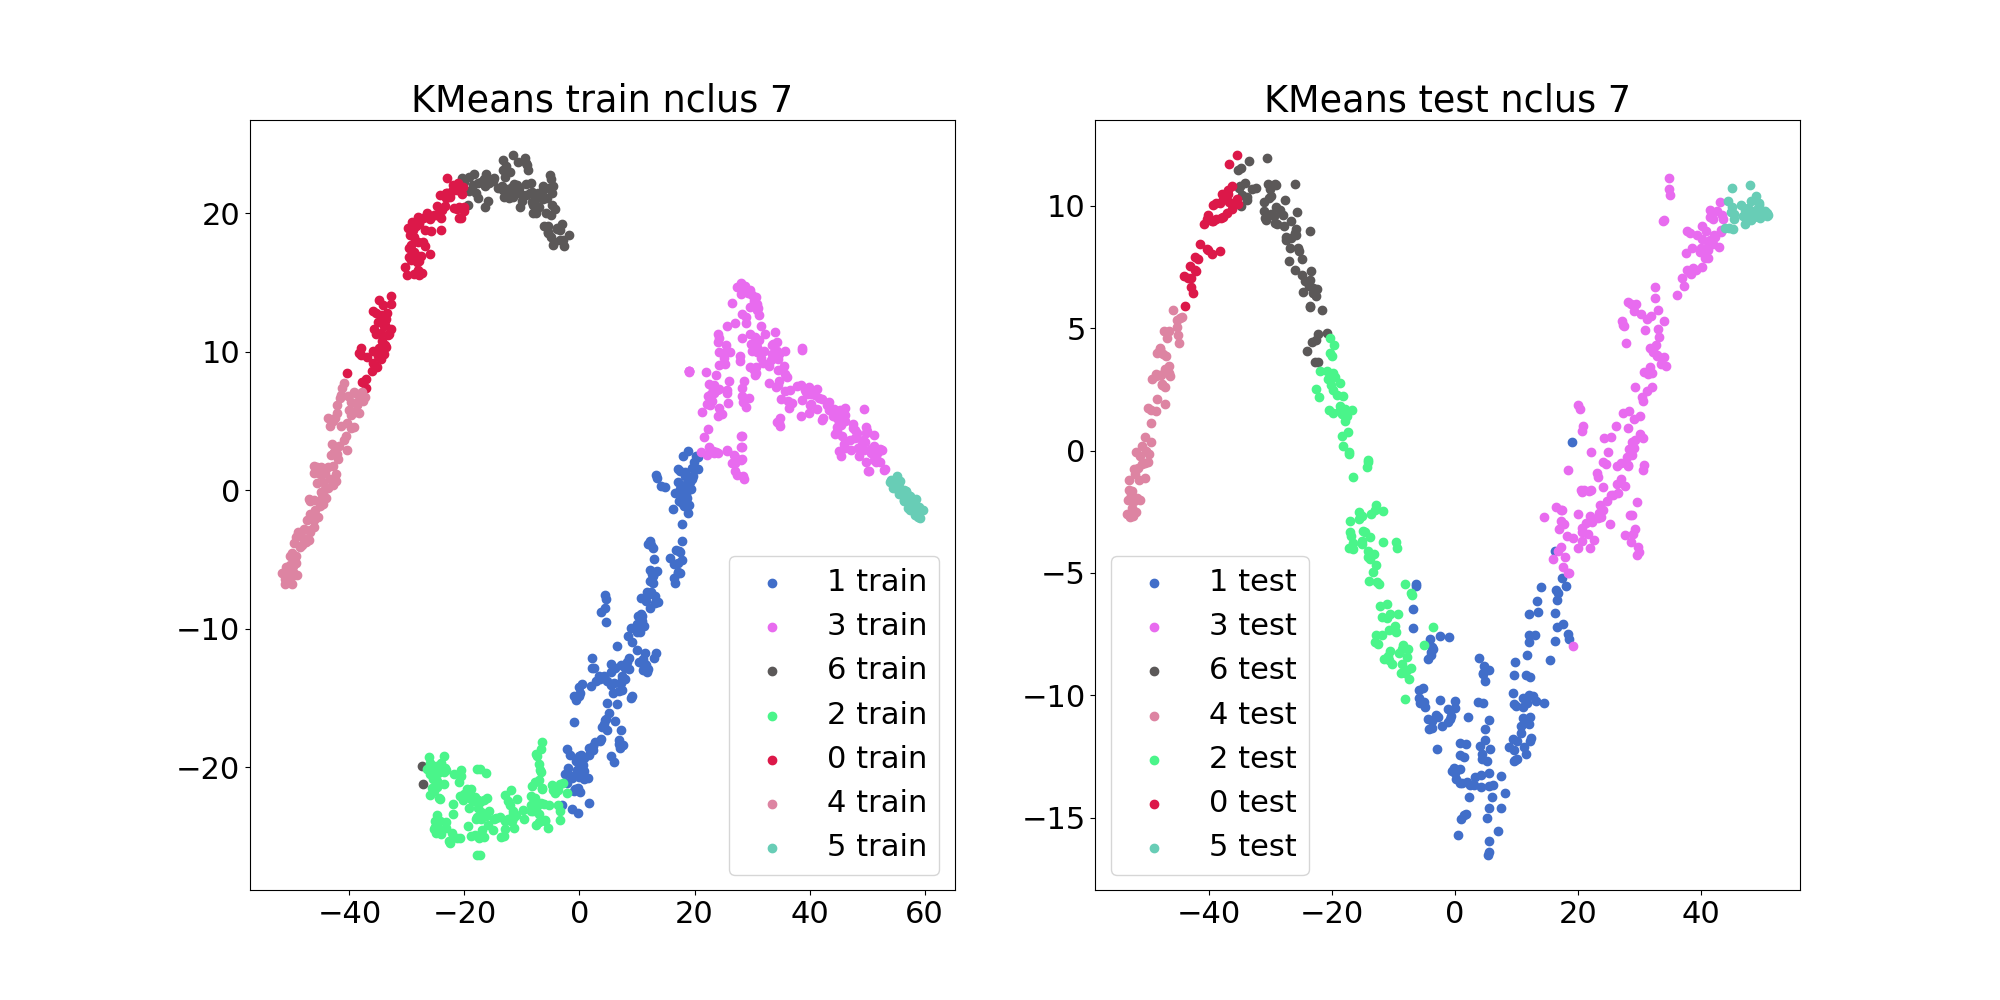 KMeans train nclus 7
20
10
0
−10
−20
−40
−20
0
20
40
60
1 train
3 train
6 train
2 train
0 train
4 train
5 train
KMeans test nclus 7
10
5
0
−5
−10
−15
−40
−20
0
20
40
1 test
3 test
6 test
4 test
2 test
0 test
5 test